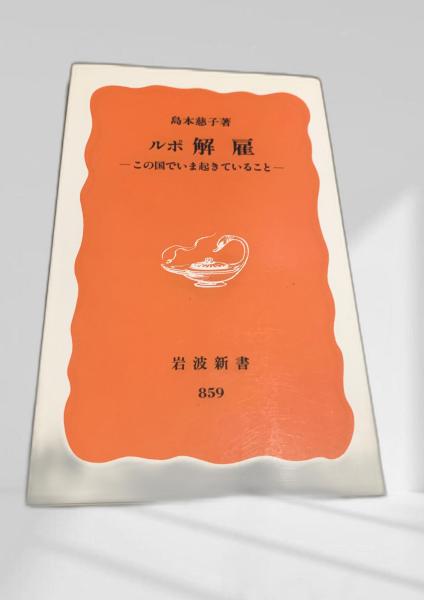 島本慈子著
ルポ 解雇
―この国でいま起きていること―
岩波新書
859